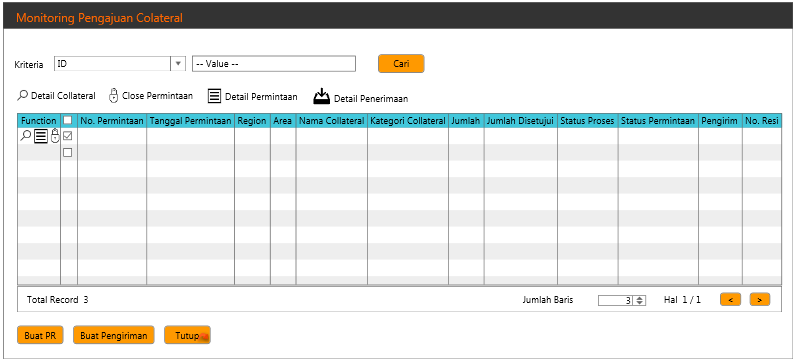 Monitoring Pengajuan Colateral
Kriteria ID -- Value -- Cari
Detail Collateral Close Permintaan Detail Permintaan Detail Penerimaan
Function No. Permintaan Tanggal Permintaan Region Area Nama Collateral Kategori Collateral Jumlah Jumlah Disetujui Status Proses Status Permintaan Pengirim No. Resi
Total Record 3 Jumlah Baris 3 Hal 1 / 1 < >
Buat PR Buat Pengiriman Tutup